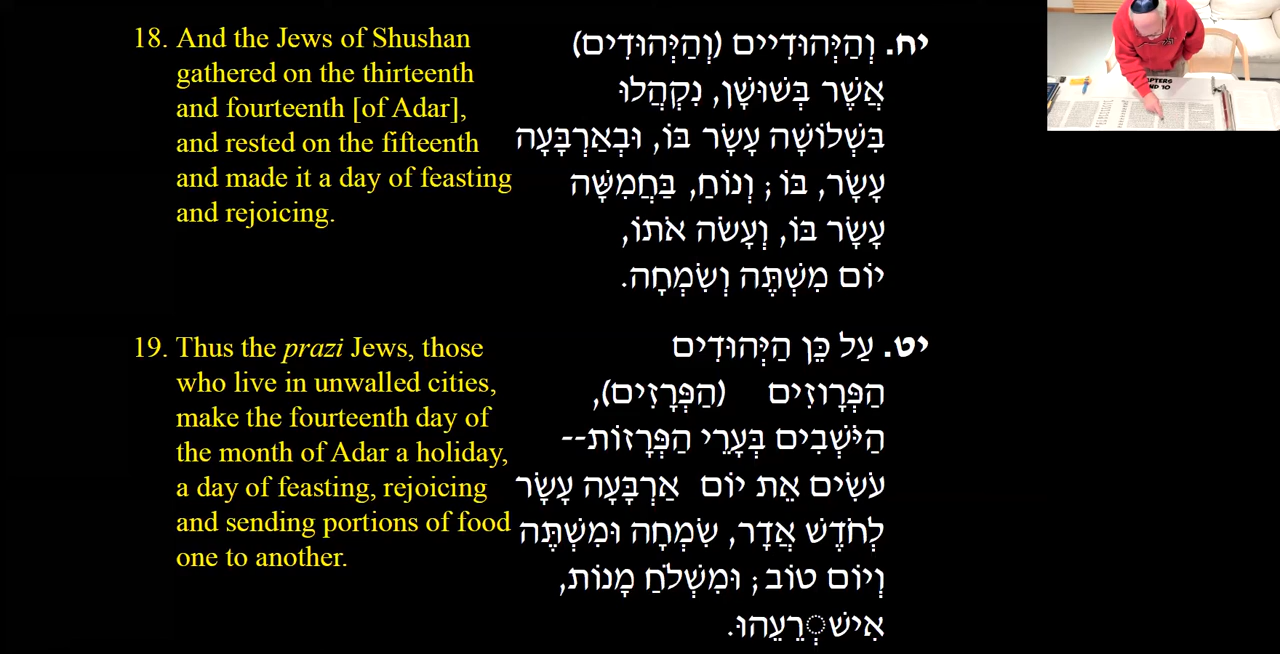 18. And the Jews of Shushan
gathered on the thirteenth
and fourteenth [of Adar],
and rested on the fifteenth
and made it a day of feasting
and rejoicing.
יח. וְהַיְּהוּדִיים (וְהַיְּהוּדִים)
אֲשֶׁר בְּשׁוּשָׁן, נִקְהֲלוּ
בִּשְׁלוֹשָׁה עָשָׂר בּוֹ, וּבְאַרְבָּעָה
עָשָׂר, בּוֹ; וְנוֹחַ, בַּחֲמִשָּׁה
עָשָׂר בּוֹ, וְעָשֹׂה אֹתוֹ,
יוֹם מִשְׁתֶּה וְשִׂמְחָה.
19. Thus the prazi Jews, those
who live in unwalled cities,
make the fourteenth day of
the month of Adar a holiday,
a day of feasting, rejoicing
and sending portions of food
one to another.
יט. עַל כֵּן הַיְּהוּדִים
הַפְּרָוזִים (הַפְּרָזִים),
הַיֹּשְׁבִים בְּעָרֵי הַפְּרָזוֹת--
עֹשִׂים אֵת יוֹם אַרְבָּעָה עָשָׂר
לְחֹדֶשׁ אֲדָר, שִׂמְחָה וּמִשְׁתֶּה
וְיוֹם טוֹב; וּמִשְׁלֹחַ מָנוֹת,
אִישׁ ְרֵעֵהוּ.